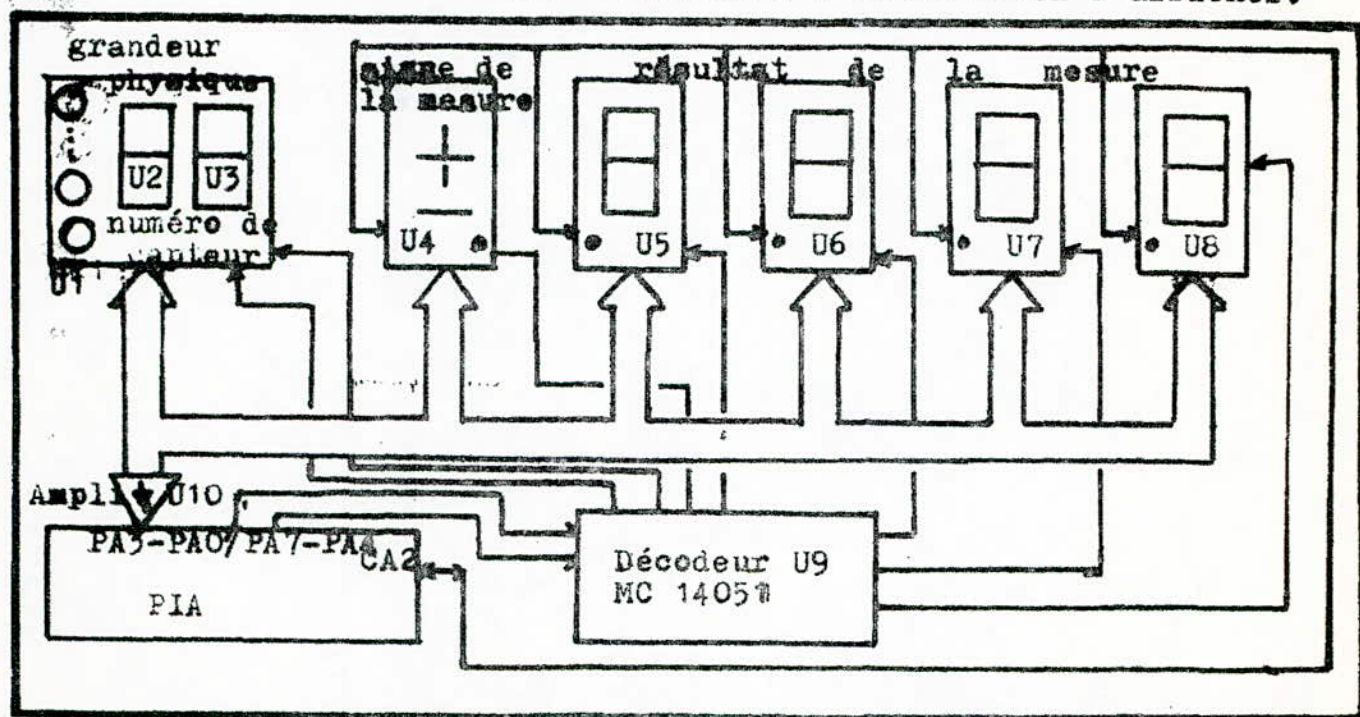 grandeur
physique
signe de
la mesure
résultat de la mesure
U2 U3
numéro de
capteur
U1
U4
U5
U6
U7
U8
Ampli U10
PA3-PA0/PA7-PA4
CA2
PIA
Décodeur U9
MC 14051